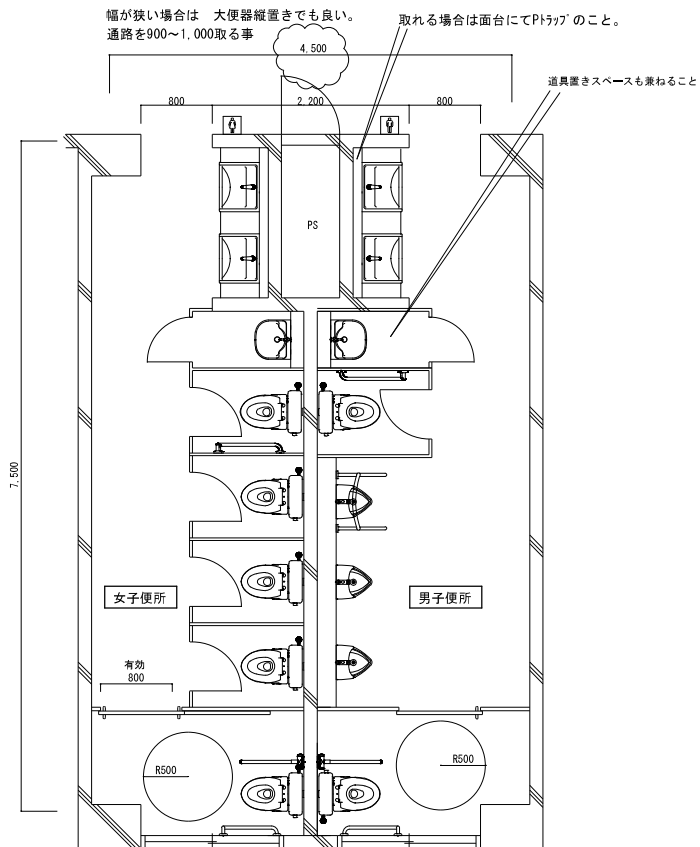 幅が狭い場合は　大便器縦置きでも良い。
通路を900～1,000取る事
取れる場合は面台にてPトラップのこと。
4,500
道具置きスペースも兼ねること
800
2,200
800
PS
7,500
女子便所
男子便所
有効
800
R500
R500